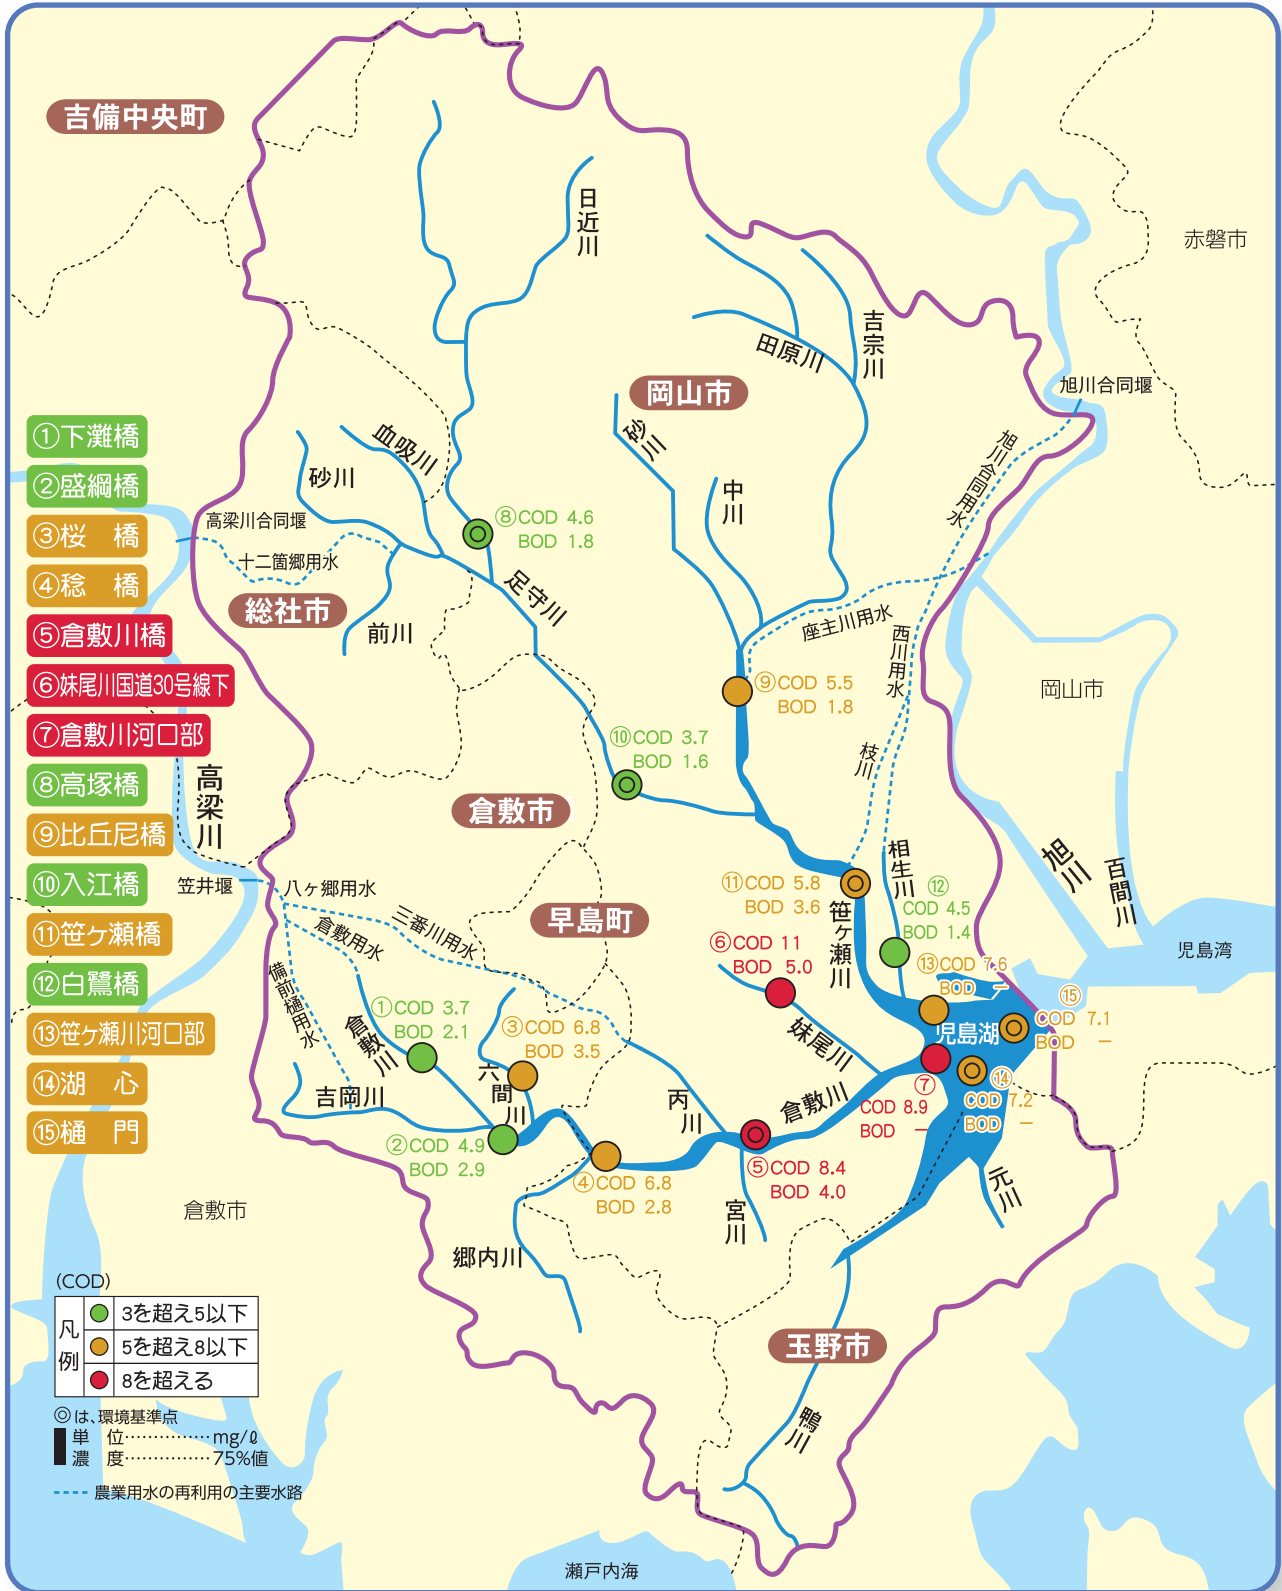 吉備中央町
日近川
赤磐市
吉宗川
田原川
岡山市
旭川合同堰
①下灘橋
②盛綱橋
③桜　橋
④稔　橋
⑤倉敷川橋
⑥妹尾川国道30号線下
⑦倉敷川河口部
⑧高塚橋
⑨比丘尼橋
⑩入江橋
⑪笹ヶ瀬橋
⑫白鷺橋
⑬笹ヶ瀬川河口部
⑭湖　心
⑮樋　門
血吸川
砂川
砂川
中川
旭川合同用水
高梁川合同堰
十二箇郷用水
⑧COD 4.6
BOD 1.8
総社市
前川
足守川
座主川用水
西川用水
岡山市
⑨COD 5.5
BOD 1.8
⑩COD 3.7
BOD 1.6
枝川
高梁川
倉敷市
相生川
旭川
百間川
笠井堰
八ヶ郷用水
倉敷用水
三番川用水
備前樋用水
早島町
⑪COD 5.8
BOD 3.6
笹ヶ瀬川
⑫
COD 4.5
BOD 1.4
⑥COD 11
BOD 5.0
⑬COD 7.6
BOD －
児島湾
⑮
COD 7.1
BOD －
児島湖
①COD 3.7
BOD 2.1
倉敷川
③COD 6.8
BOD 3.5
六間川
妹尾川
⑦
COD 8.9
BOD －
⑭
COD 7.2
BOD －
吉岡川
丙川
倉敷川
②COD 4.9
BOD 2.9
④COD 6.8
BOD 2.8
⑤COD 8.4
BOD 4.0
宮川
元川
倉敷市
郷内川
玉野市
鴨川
瀬戸内海
(COD)
凡例
3を超え5以下
5を超え8以下
8を超える
◎は、環境基準点
単　位……………mg/ℓ
濃　度……………75%値
農業用水の再利用の主要水路